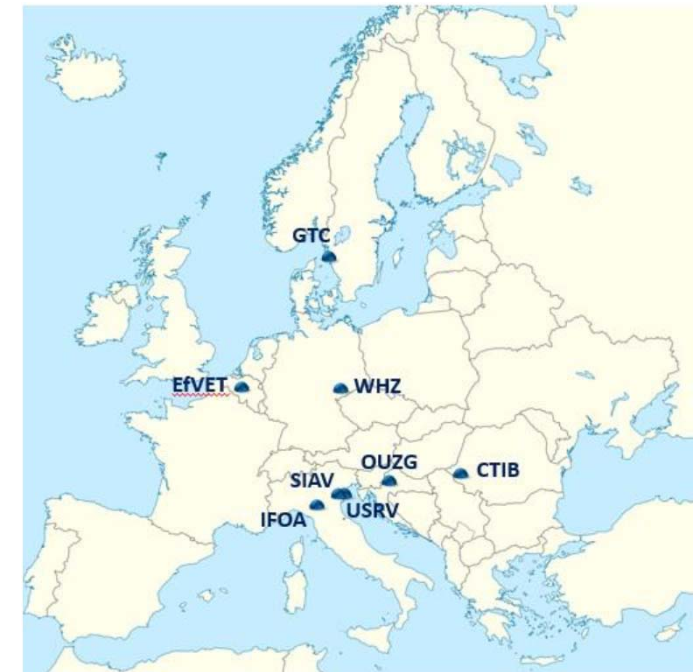 GTC
EfVET
WHZ
OUZG
CTIB
SIAV
USRV
IFOA